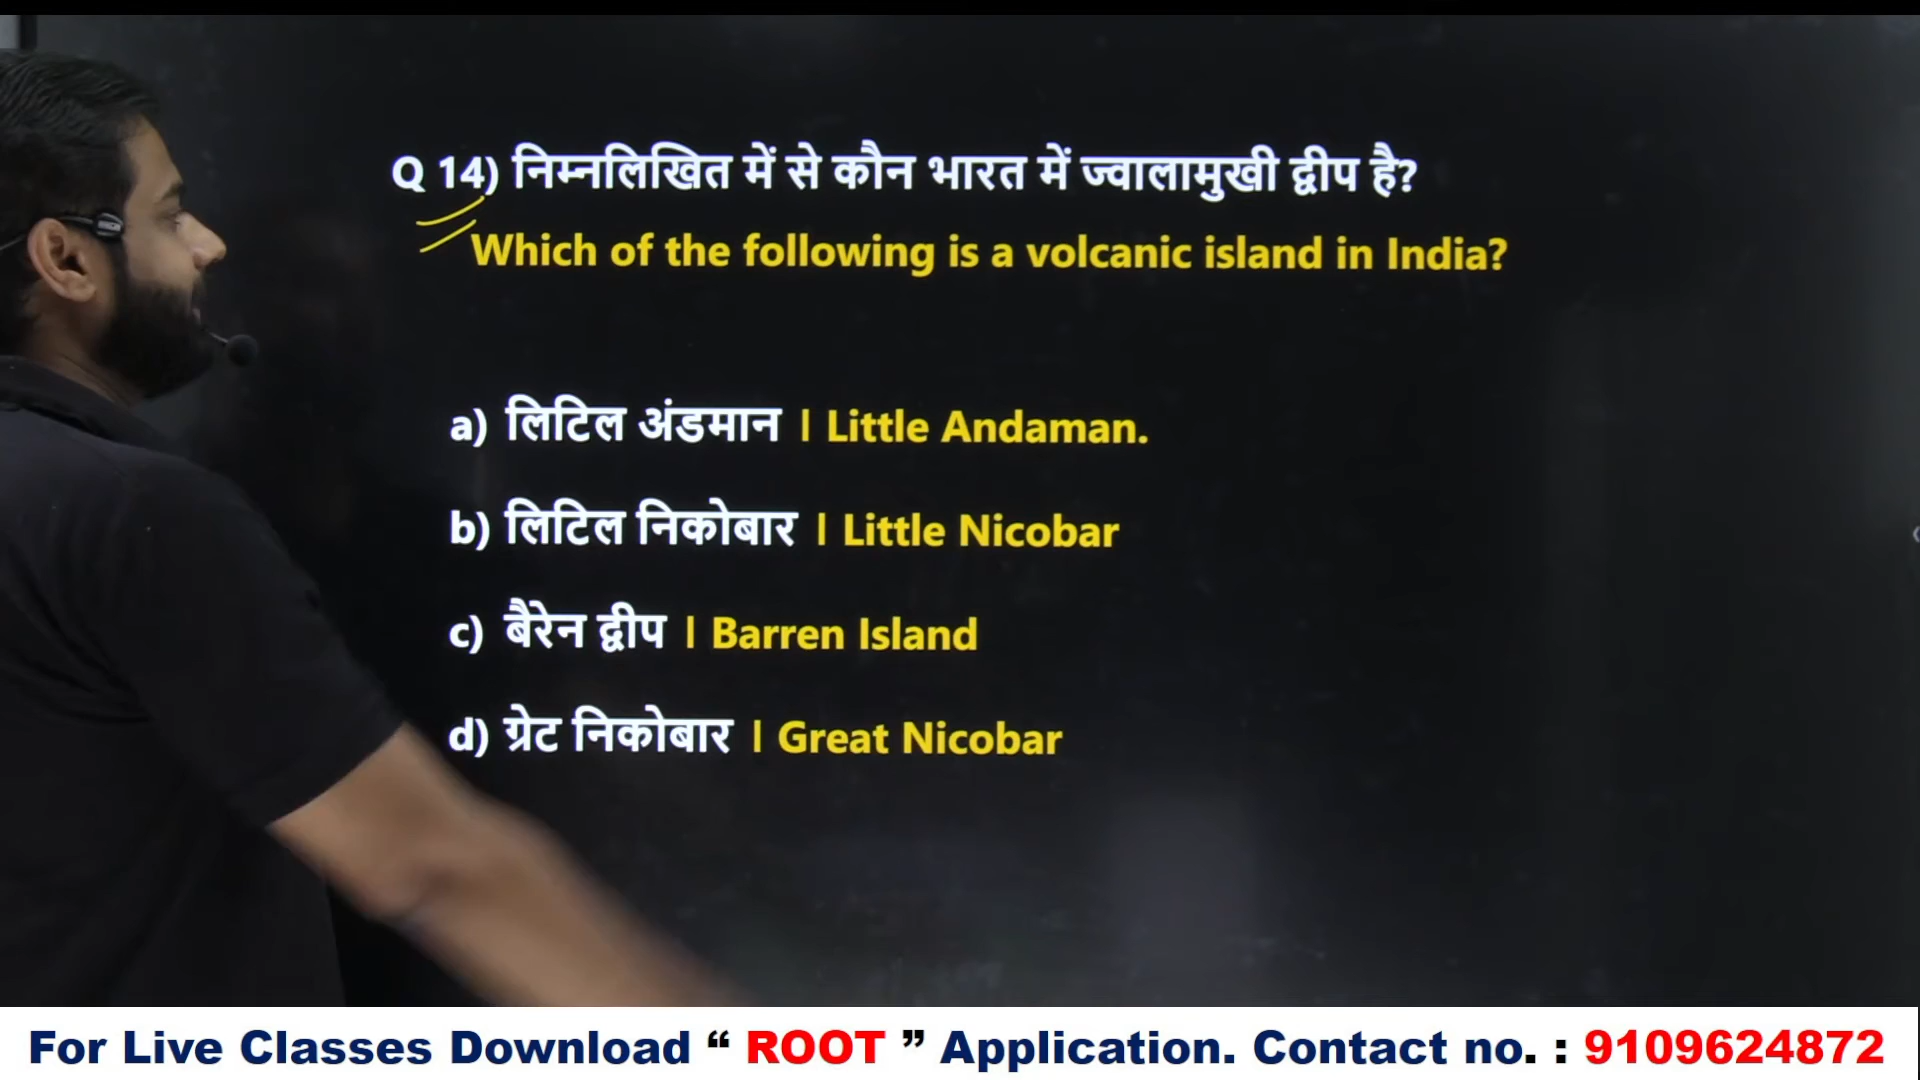 Q 14) निम्नलिखित में से कौन भारत में ज्वालामुखी द्वीप है?
Which of the following is a volcanic island in India?
a) लिटिल अंडमान । Little Andaman.
b) लिटिल निकोबार । Little Nicobar
c) बैरेन द्वीप । Barren Island
d) ग्रेट निकोबार । Great Nicobar
For Live Classes Download “ ROOT ” Application. Contact no. : 9109624872